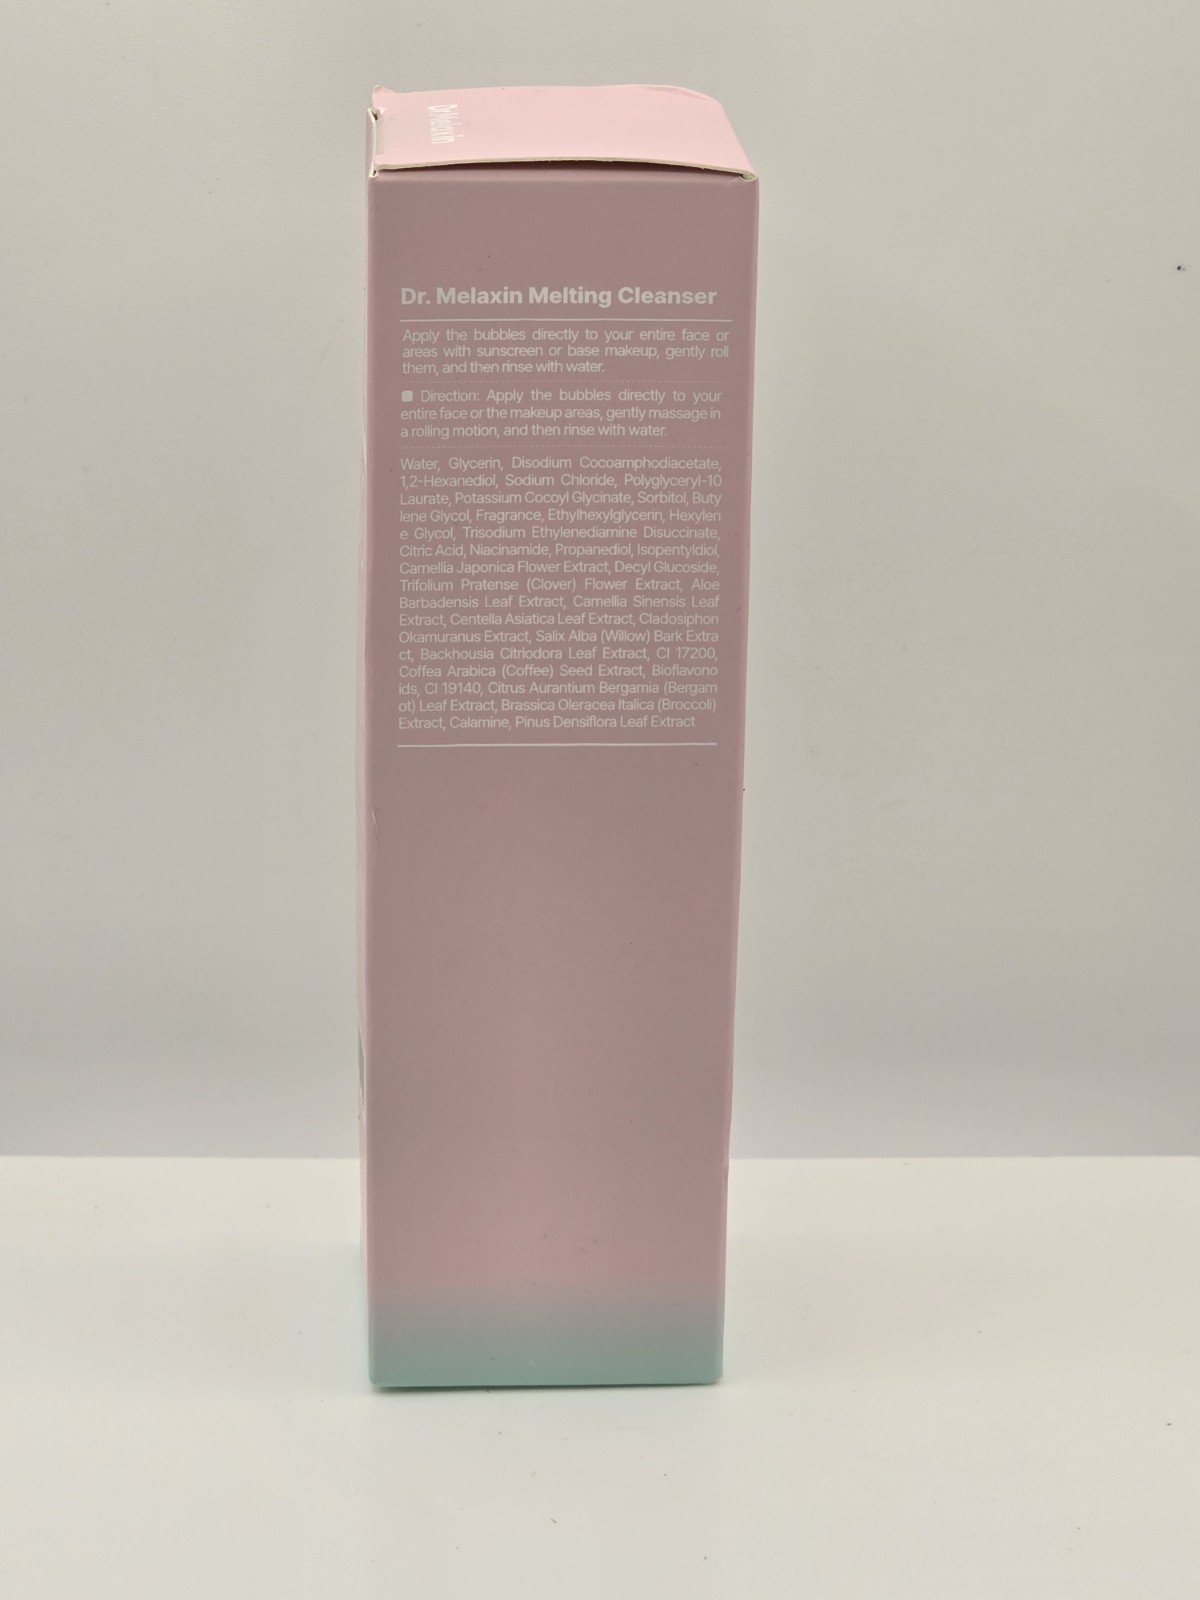 Dr.Melaxin
Dr. Melaxin Melting Cleanser
Apply the bubbles directly to your entire face or
areas with sunscreen or base makeup, gently roll
them, and then rinse with water.
Direction: Apply the bubbles directly to your
entire face or the makeup areas, gently massage in
a rolling motion, and then rinse with water.
Water, Glycerin, Disodium Cocoamphodiacetate,
1,2-Hexanediol, Sodium Chloride, Polyglyceryl-10
Laurate, Potassium Cocoyl Glycinate, Sorbitol, Buty
lene Glycol, Fragrance, Ethylhexylglycerin, Hexylen
e Glycol, Trisodium Ethylenediamine Disuccinate,
Citric Acid, Niacinamide, Propanediol, Isopentyldiol,
Camellia Japonica Flower Extract, Decyl Glucoside,
Trifolium Pratense (Clover) Flower Extract, Aloe
Barbadensis Leaf Extract, Camellia Sinensis Leaf
Extract, Centella Asiatica Leaf Extract, Cladosiphon
Okamuranus Extract, Salix Alba (Willow) Bark Extra
ct, Backhousia Citriodora Leaf Extract, CI 17200,
Coffea Arabica (Coffee) Seed Extract, Bioflavono
ids, CI 19140, Citrus Aurantium Bergamia (Bergam
ot) Leaf Extract, Brassica Oleracea Italica (Broccoli)
Extract, Calamine, Pinus Densiflora Leaf Extract